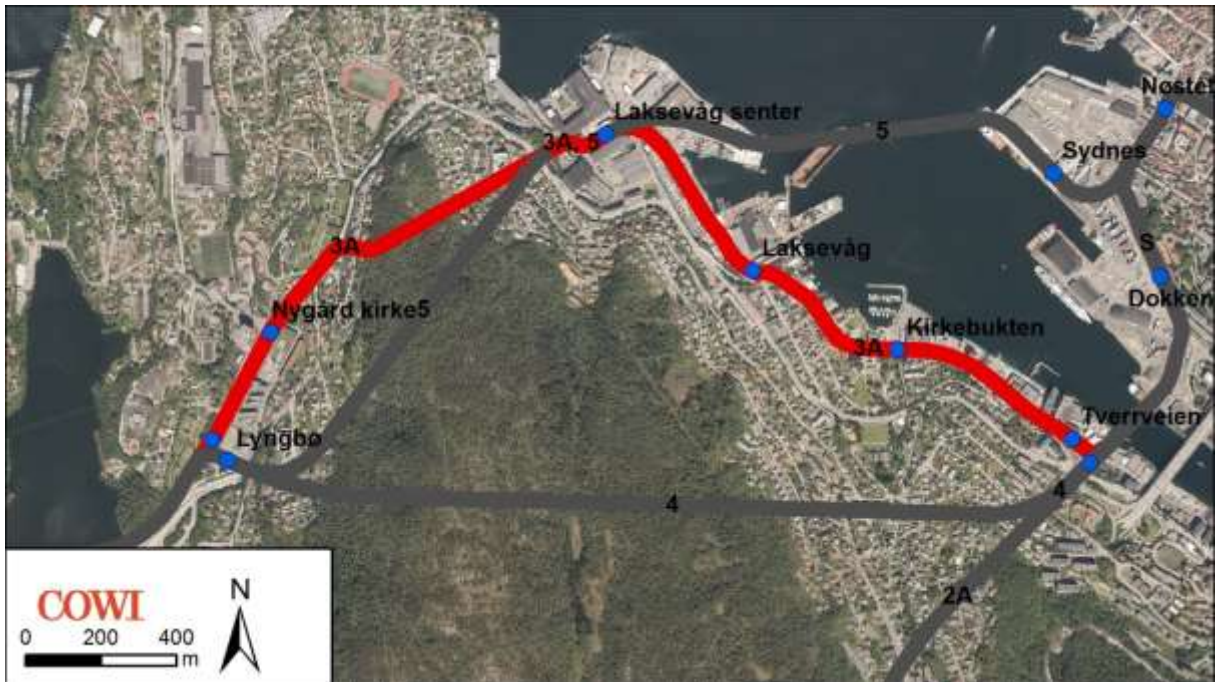 Nøstet
Laksevåg senter
3A, 5
5
Sydnes
3A
S
Laksevåg
Dokken
Nygård kirke5
Kirkebukten
3A
Tverrveien
Lyngbø
4
4
2A
COWI
N
0 200 400
m